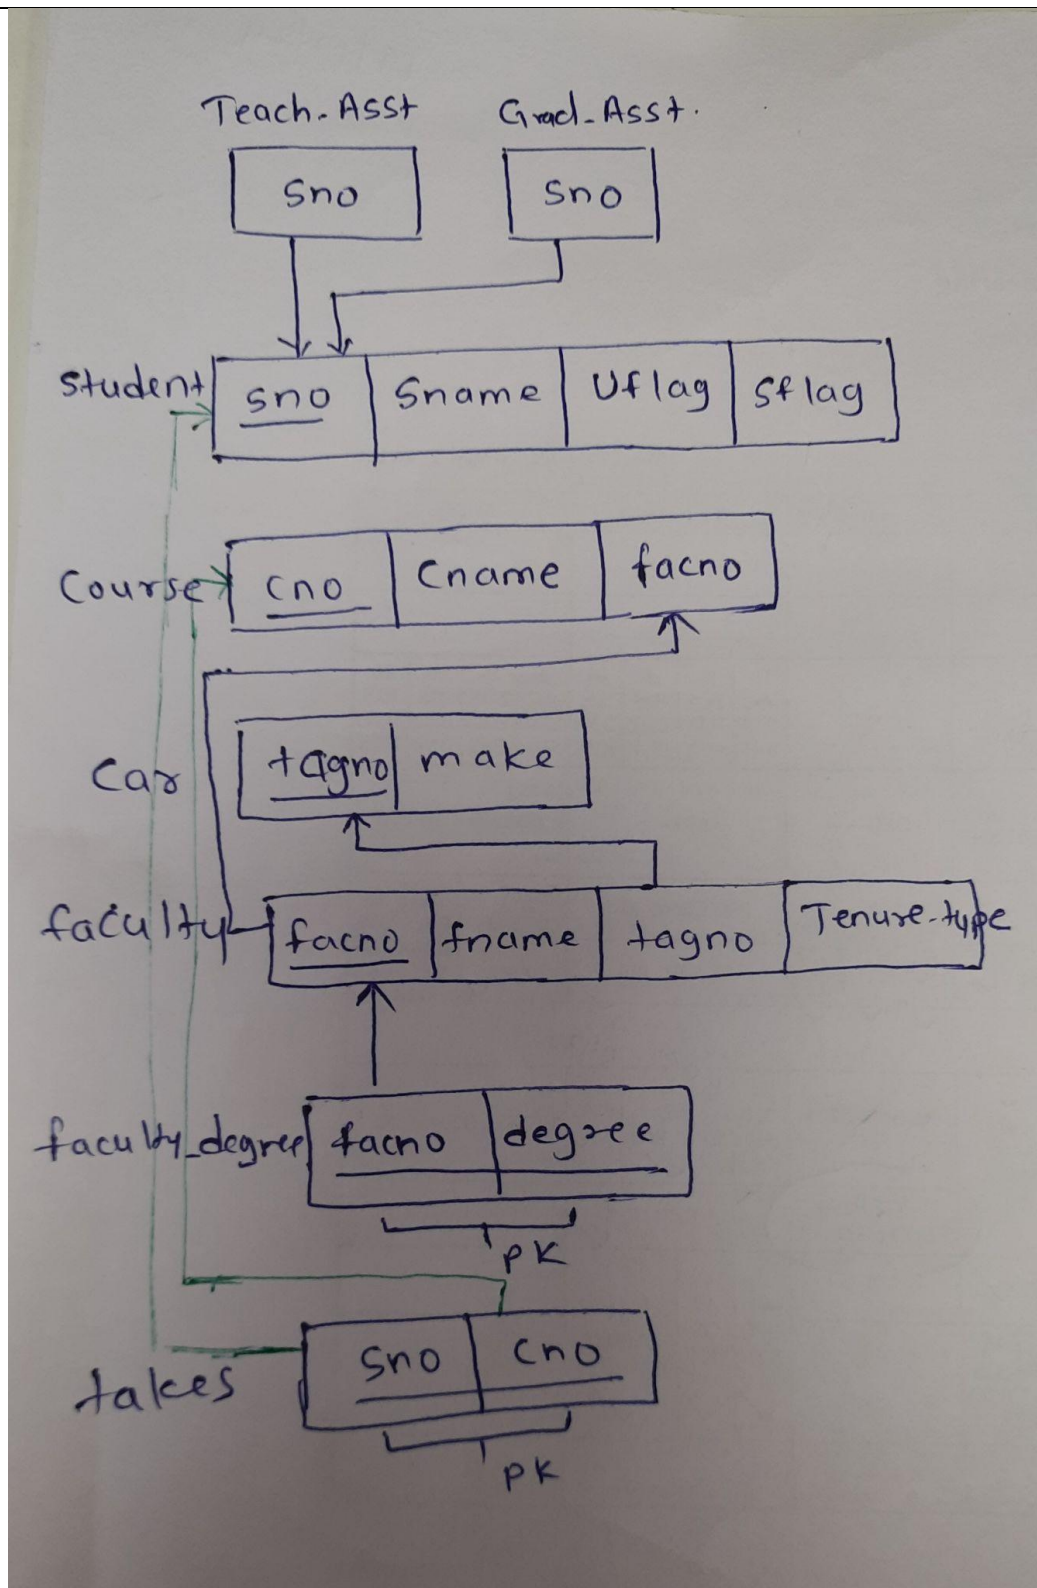 Teach-Asst Grad-Asst.
Sno Sno
Student sno Sname Uflag Sflag
Course cno Cname facno
Car tagno make
faculty facno fname tagno Tenure-type
faculty_degree facno degree
PK
takes Sno Cno
PK